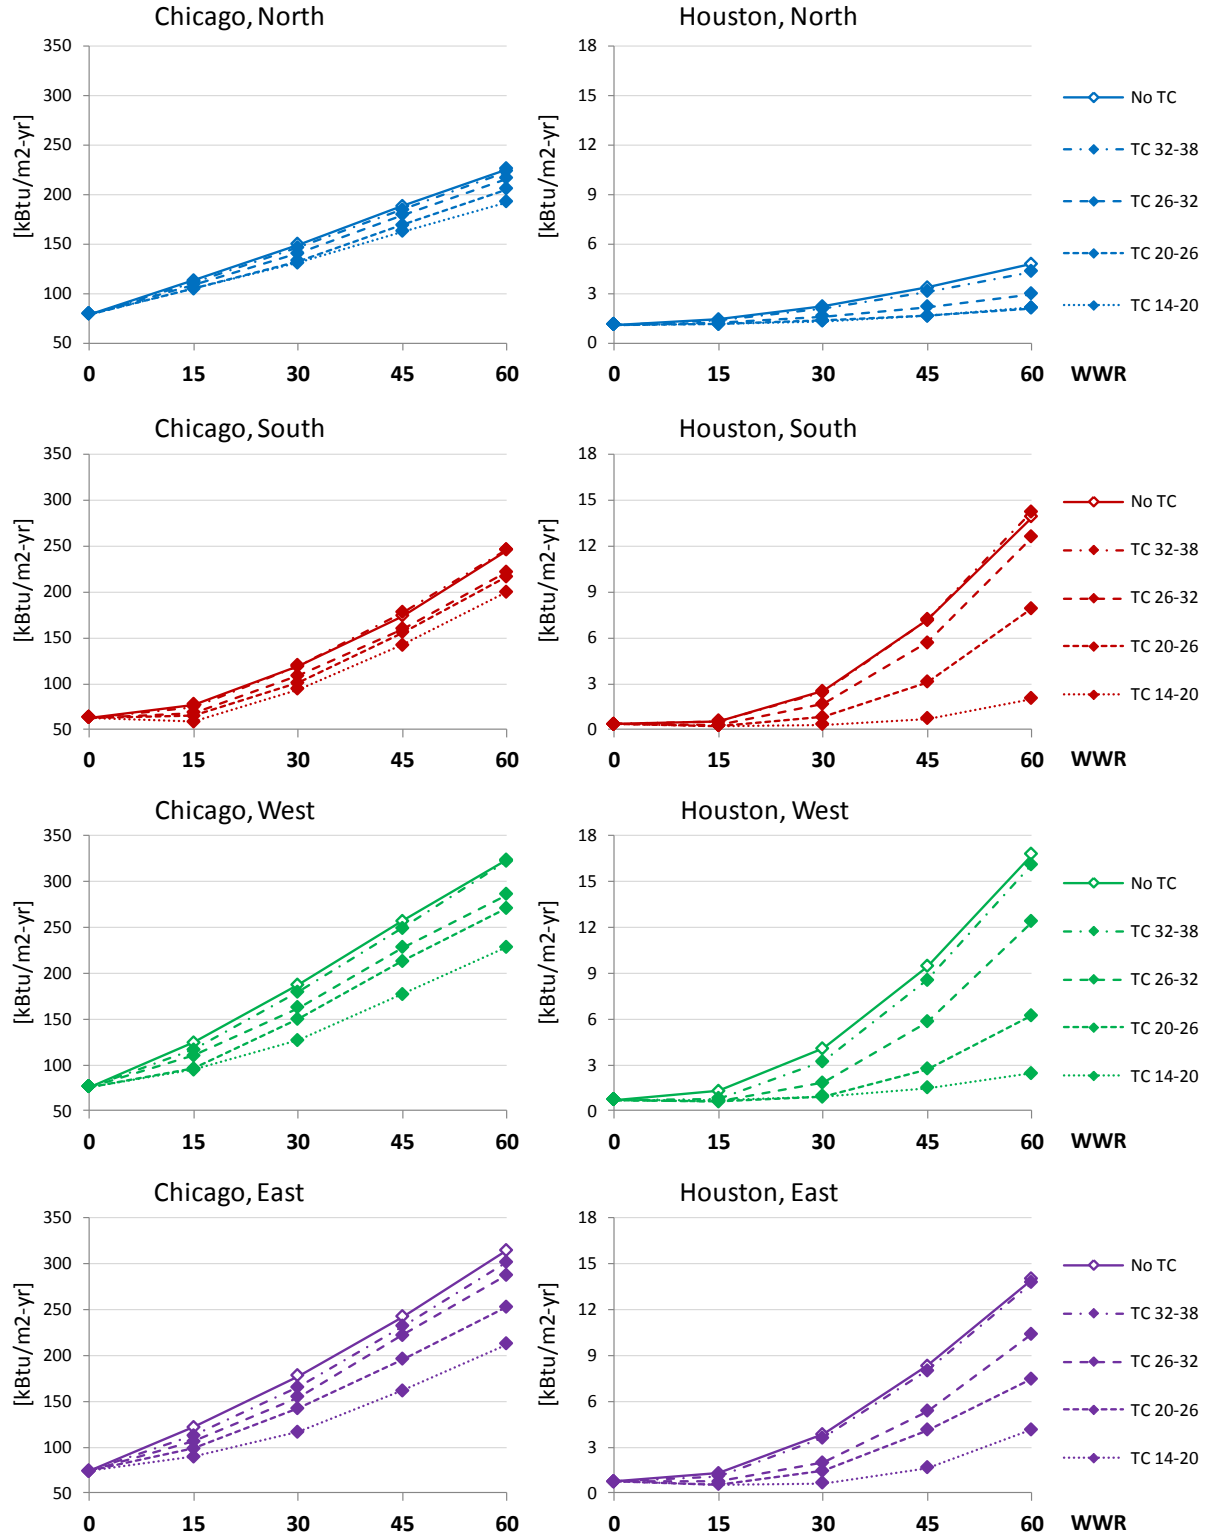 Chicago, North
Houston, North
[kBtu/m2-yr]
350
300
250
200
150
100
50
0 15 30 45 60
[kBtu/m2-yr]
18
15
12
9
6
3
0
0 15 30 45 60 WWR
No TC
TC 32-38
TC 26-32
TC 20-26
TC 14-20
Chicago, South
Houston, South
[kBtu/m2-yr]
350
300
250
200
150
100
50
0 15 30 45 60
[kBtu/m2-yr]
18
15
12
9
6
3
0
0 15 30 45 60 WWR
No TC
TC 32-38
TC 26-32
TC 20-26
TC 14-20
Chicago, West
Houston, West
[kBtu/m2-yr]
350
300
250
200
150
100
50
0 15 30 45 60
[kBtu/m2-yr]
18
15
12
9
6
3
0
0 15 30 45 60 WWR
No TC
TC 32-38
TC 26-32
TC 20-26
TC 14-20
Chicago, East
Houston, East
[kBtu/m2-yr]
350
300
250
200
150
100
50
0 15 30 45 60
[kBtu/m2-yr]
18
15
12
9
6
3
0
0 15 30 45 60 WWR
No TC
TC 32-38
TC 26-32
TC 20-26
TC 14-20